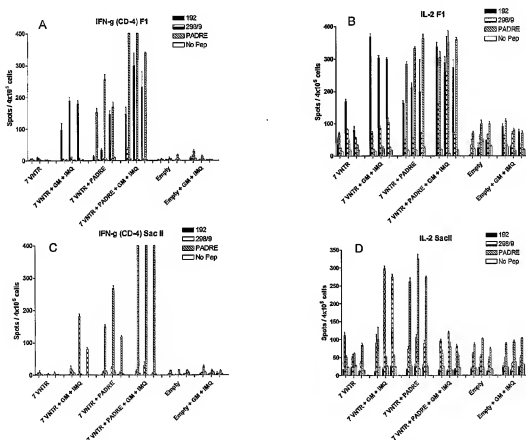 A
IFN-g (CD-4) F1
192
298/9
PADRE
No Pep
Spots / 4x10⁵ cells
400
300
200
100
0
7 VNTR
7 VNTR + GM + IMQ
7 VNTR + PADRE
7 VNTR + PADRE + GM + IMQ
Empty
Empty + GM + IMQ
B
IL-2 F1
192
298/9
PADRE
No Pep
Spots / 4x10⁵ cells
400
300
200
100
0
7 VNTR
7 VNTR + GM + IMQ
7 VNTR + PADRE
7 VNTR + PADRE + GM + IMQ
Empty
Empty + GM + IMQ
C
IFN-g (CD-4) Sac II
192
298/9
PADRE
No Pep
Spots / 4x10⁵ cells
400
300
200
100
0
7 VNTR
7 VNTR + GM + IMQ
7 VNTR + PADRE
7 VNTR + PADRE + GM + IMQ
Empty
Empty + GM + IMQ
D
IL-2 SacII
192
298/9
PADRE
No Pep
Spots / 4x10⁵ cells
400
300
200
100
0
7 VNTR
7 VNTR + GM + IMQ
7 VNTR + PADRE
7 VNTR + PADRE + GM + IMQ
Empty
Empty + GM + IMQ